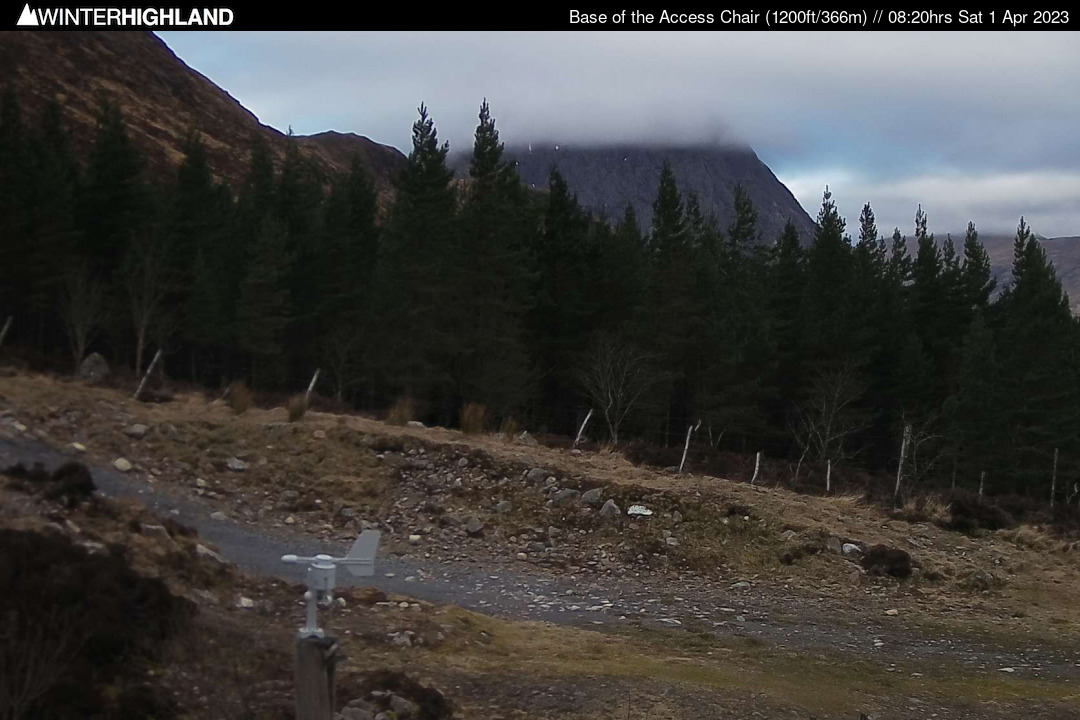 WINTERHIGHLAND
Base of the Access Chair (1200ft/366m) // 08:20hrs Sat 1 Apr 2023